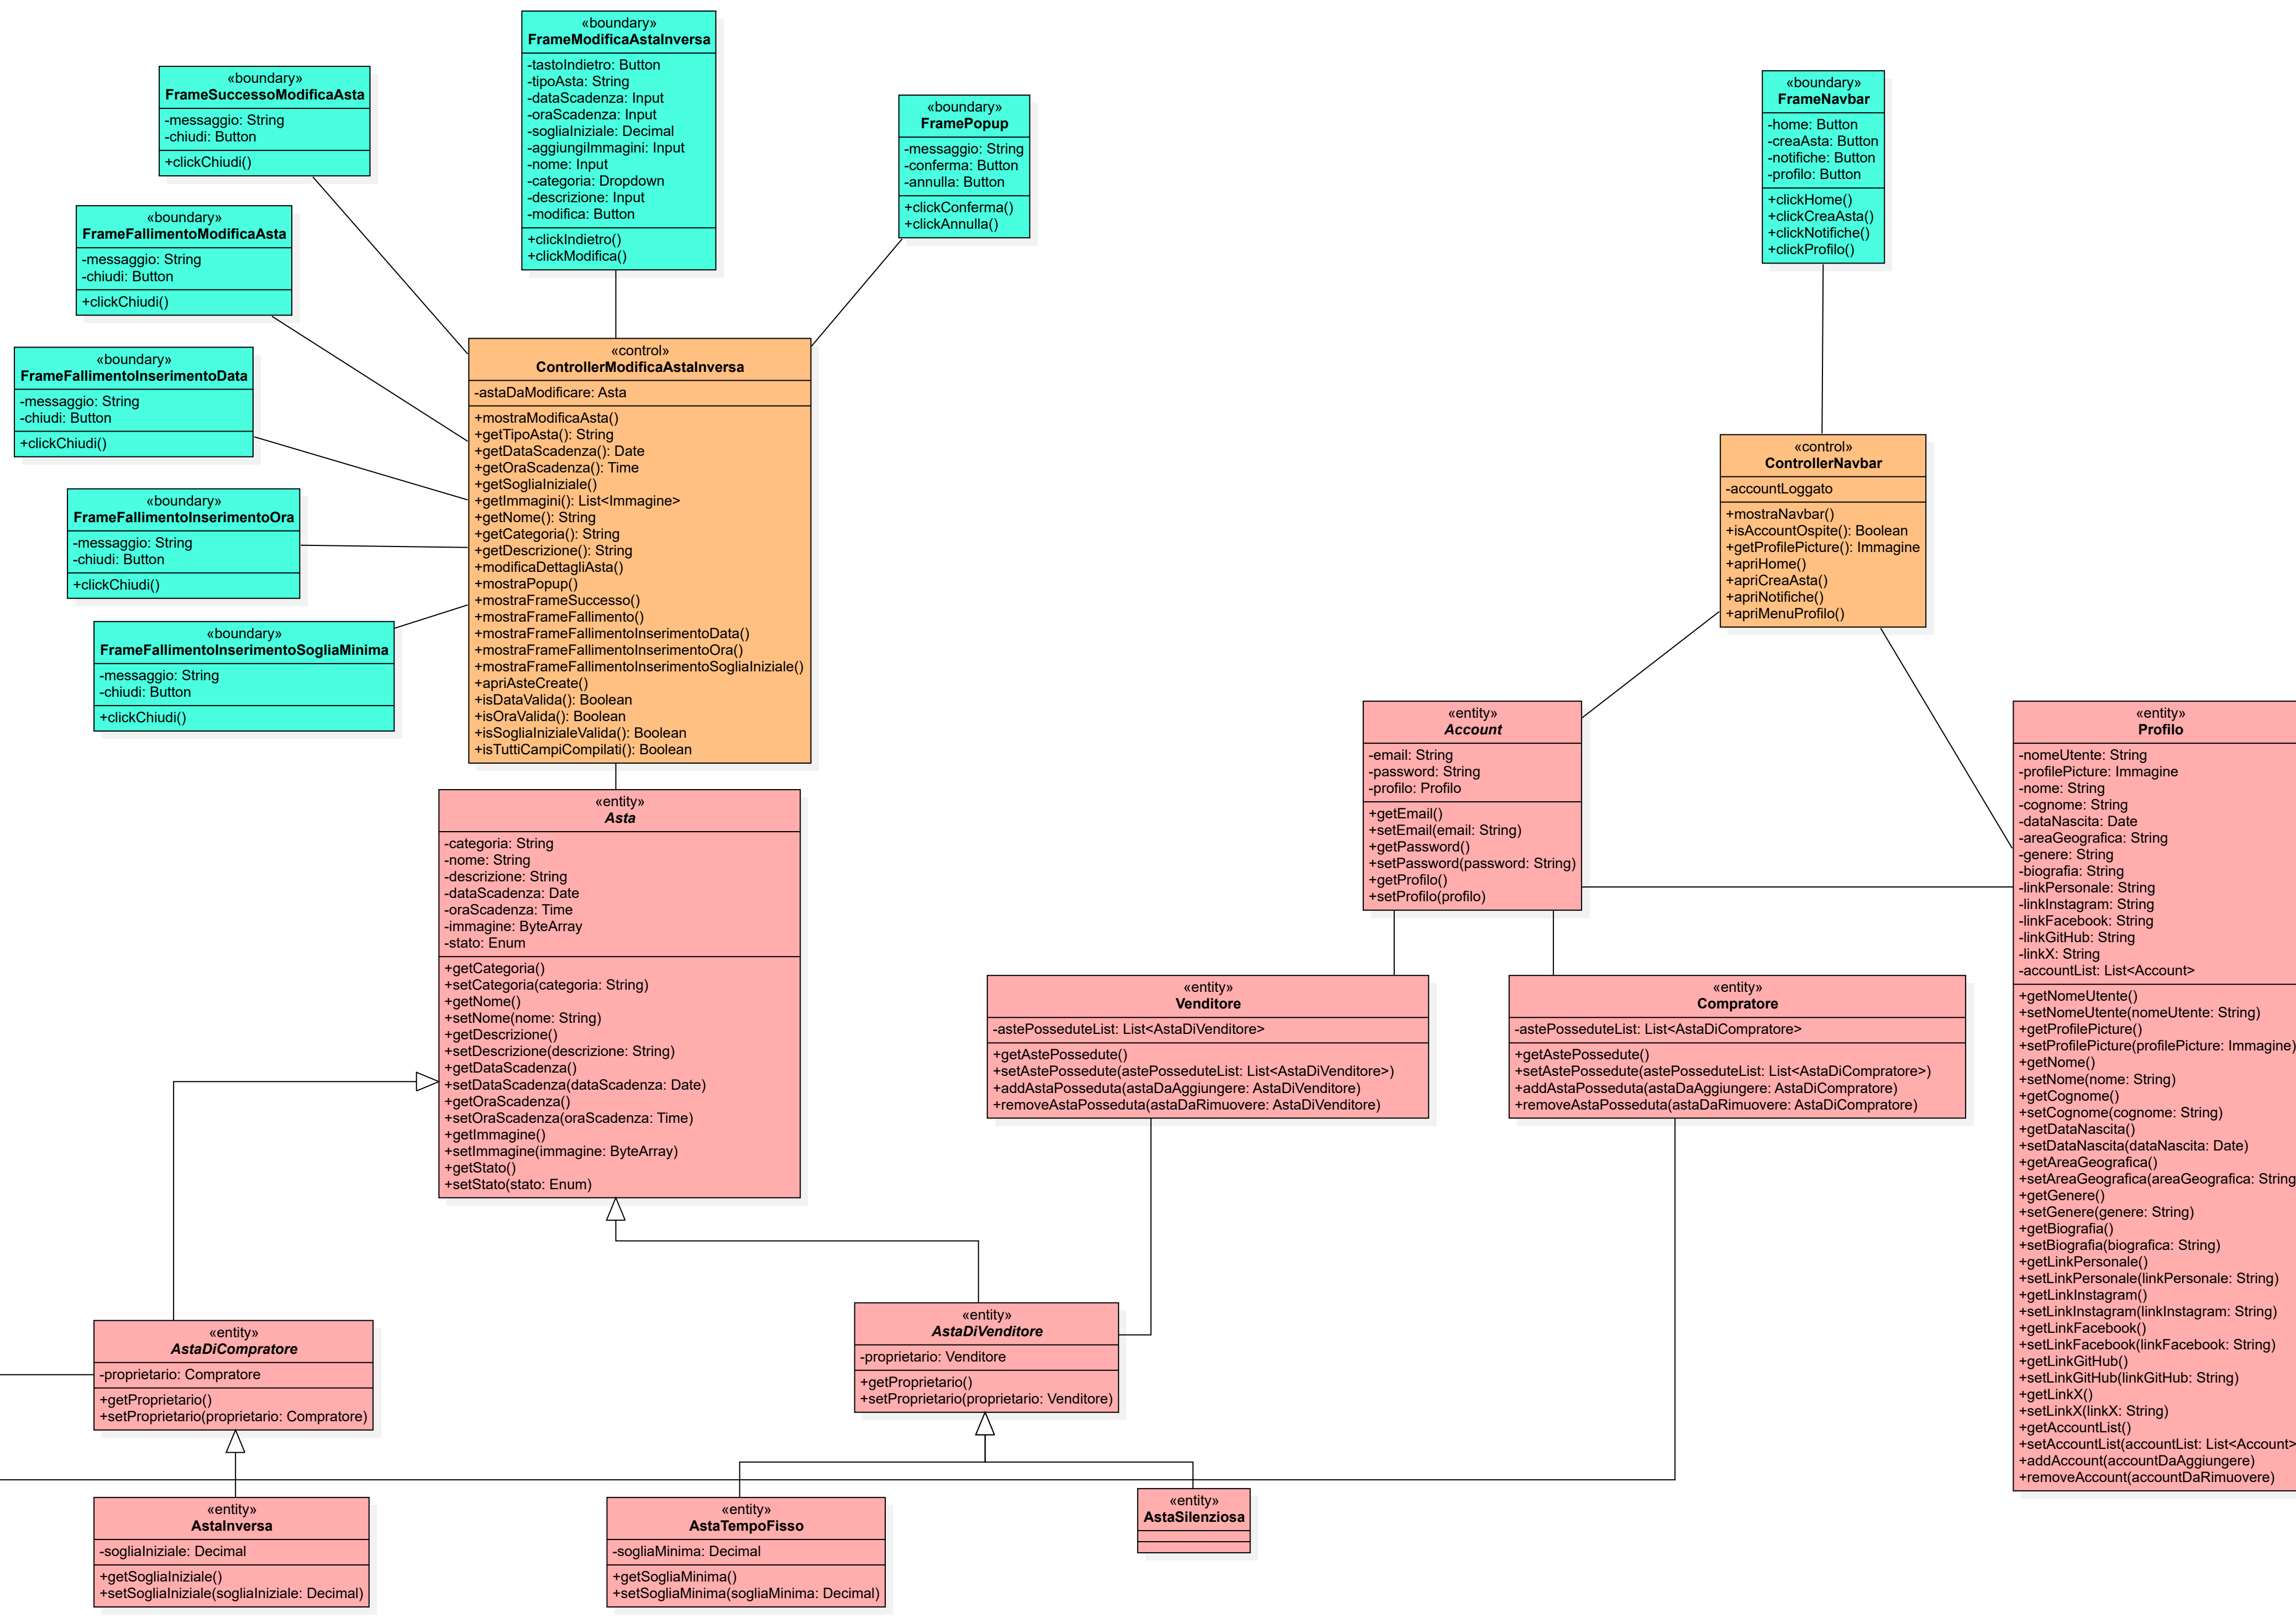 «boundary»
FrameModificaAstaInversa
-tastoIndietro: Button
-tipoAsta: String
-dataScadenza: Input
-oraScadenza: Input
-sogliaIniziale: Decimal
-aggiungiImmagini: Input
-nome: Input
-categoria: Dropdown
-descrizione: Input
-modifica: Button
+clickIndietro()
+clickModifica()
«boundary»
FrameSuccessoModificaAsta
-messaggio: String
-chiudi: Button
+clickChiudi()
«boundary»
FramePopup
-messaggio: String
-conferma: Button
-annulla: Button
+clickConferma()
+clickAnnulla()
«boundary»
FrameNavbar
-home: Button
-creaAsta: Button
-notifiche: Button
-profilo: Button
+clickHome()
+clickCreaAsta()
+clickNotifiche()
+clickProfilo()
«boundary»
FrameFallimentoModificaAsta
-messaggio: String
-chiudi: Button
+clickChiudi()
«boundary»
FrameFallimentoInserimentoData
-messaggio: String
-chiudi: Button
+clickChiudi()
«boundary»
FrameFallimentoInserimentoOra
-messaggio: String
-chiudi: Button
+clickChiudi()
«boundary»
FrameFallimentoInserimentoSogliaMinima
-messaggio: String
-chiudi: Button
+clickChiudi()
«control»
ControllerModificaAstaInversa
-astaDaModificare: Asta
+mostraModificaAsta()
+getTipoAsta(): String
+getDataScadenza(): Date
+getOraScadenza(): Time
+getSogliaIniziale()
+getImmagini(): List<Immagine>
+getNome(): String
+getCategoria(): String
+getDescrizione(): String
+modificaDettagliAsta()
+mostraPopup()
+mostraFrameSuccesso()
+mostraFrameFallimento()
+mostraFrameFallimentoInserimentoData()
+mostraFrameFallimentoInserimentoOra()
+mostraFrameFallimentoInserimentoSogliaIniziale()
+apriAsteCreate()
+isDataValida(): Boolean
+isOraValida(): Boolean
+isSogliaInizialeValida(): Boolean
+isTuttiCampiCompilati(): Boolean
«control»
ControllerNavbar
-accountLoggato
+mostraNavbar()
+isAccountOspite(): Boolean
+getProfilePicture(): Immagine
+apriHome()
+apriCreaAsta()
+apriNotifiche()
+apriMenuProfilo()
«entity»
Account
-email: String
-password: String
-profilo: Profilo
+getEmail()
+setEmail(email: String)
+getPassword()
+setPassword(password: String)
+getProfilo()
+setProfilo(profilo)
«entity»
Profilo
-nomeUtente: String
-profilePicture: Immagine
-nome: String
-cognome: String
-dataNascita: Date
-areaGeografica: String
-genere: String
-biografia: String
-linkPersonale: String
-linkInstagram: String
-linkFacebook: String
-linkGitHub: String
-linkX: String
-accountList: List<Account>
+getNomeUtente()
+setNomeUtente(nomeUtente: String)
+getProfilePicture()
+setProfilePicture(profilePicture: Immagine)
+getNome()
+setNome(nome: String)
+getCognome()
+setCognome(cognome: String)
+getDataNascita()
+setDataNascita(dataNascita: Date)
+getAreaGeografica()
+setAreaGeografica(areaGeografica: String
+getGenere()
+setGenere(genere: String)
+getBiografia()
+setBiografia(biografica: String)
+getLinkPersonale()
+setLinkPersonale(linkPersonale: String)
+getLinkInstagram()
+setLinkInstagram(linkInstagram: String)
+getLinkFacebook()
+setLinkFacebook(linkFacebook: String)
+getLinkGitHub()
+setLinkGitHub(linkGitHub: String)
+getLinkX()
+setLinkX(linkX: String)
+getAccountList()
+setAccountList(accountList: List<Account>
+addAccount(accountDaAggiungere)
+removeAccount(accountDaRimuovere)
«entity»
Asta
-categoria: String
-nome: String
-descrizione: String
-dataScadenza: Date
-oraScadenza: Time
-immagine: ByteArray
-stato: Enum
+getCategoria()
+setCategoria(categoria: String)
+getNome()
+setNome(nome: String)
+getDescrizione()
+setDescrizione(descrizione: String)
+getDataScadenza()
+setDataScadenza(dataScadenza: Date)
+getOraScadenza()
+setOraScadenza(oraScadenza: Time)
+getImmagine()
+setImmagine(immagine: ByteArray)
+getStato()
+setStato(stato: Enum)
«entity»
Venditore
-astePosseduteList: List<AstaDiVenditore>
+getAstePossedute()
+setAstePossedute(astePosseduteList: List<AstaDiVenditore>)
+addAstaPosseduta(astaDaAggiungere: AstaDiVenditore)
+removeAstaPosseduta(astaDaRimuovere: AstaDiVenditore)
«entity»
Compratore
-astePosseduteList: List<AstaDiCompratore>
+getAstePossedute()
+setAstePossedute(astePosseduteList: List<AstaDiCompratore>)
+addAstaPosseduta(astaDaAggiungere: AstaDiCompratore)
+removeAstaPosseduta(astaDaRimuovere: AstaDiCompratore)
«entity»
AstaDiCompratore
-proprietario: Compratore
+getProprietario()
+setProprietario(proprietario: Compratore)
«entity»
AstaDiVenditore
-proprietario: Venditore
+getProprietario()
+setProprietario(proprietario: Venditore)
«entity»
AstaInversa
-sogliaIniziale: Decimal
+getSogliaIniziale()
+setSogliaIniziale(sogliaIniziale: Decimal)
«entity»
AstaTempoFisso
-sogliaMinima: Decimal
+getSogliaMinima()
+setSogliaMinima(sogliaMinima: Decimal)
«entity»
AstaSilenziosa